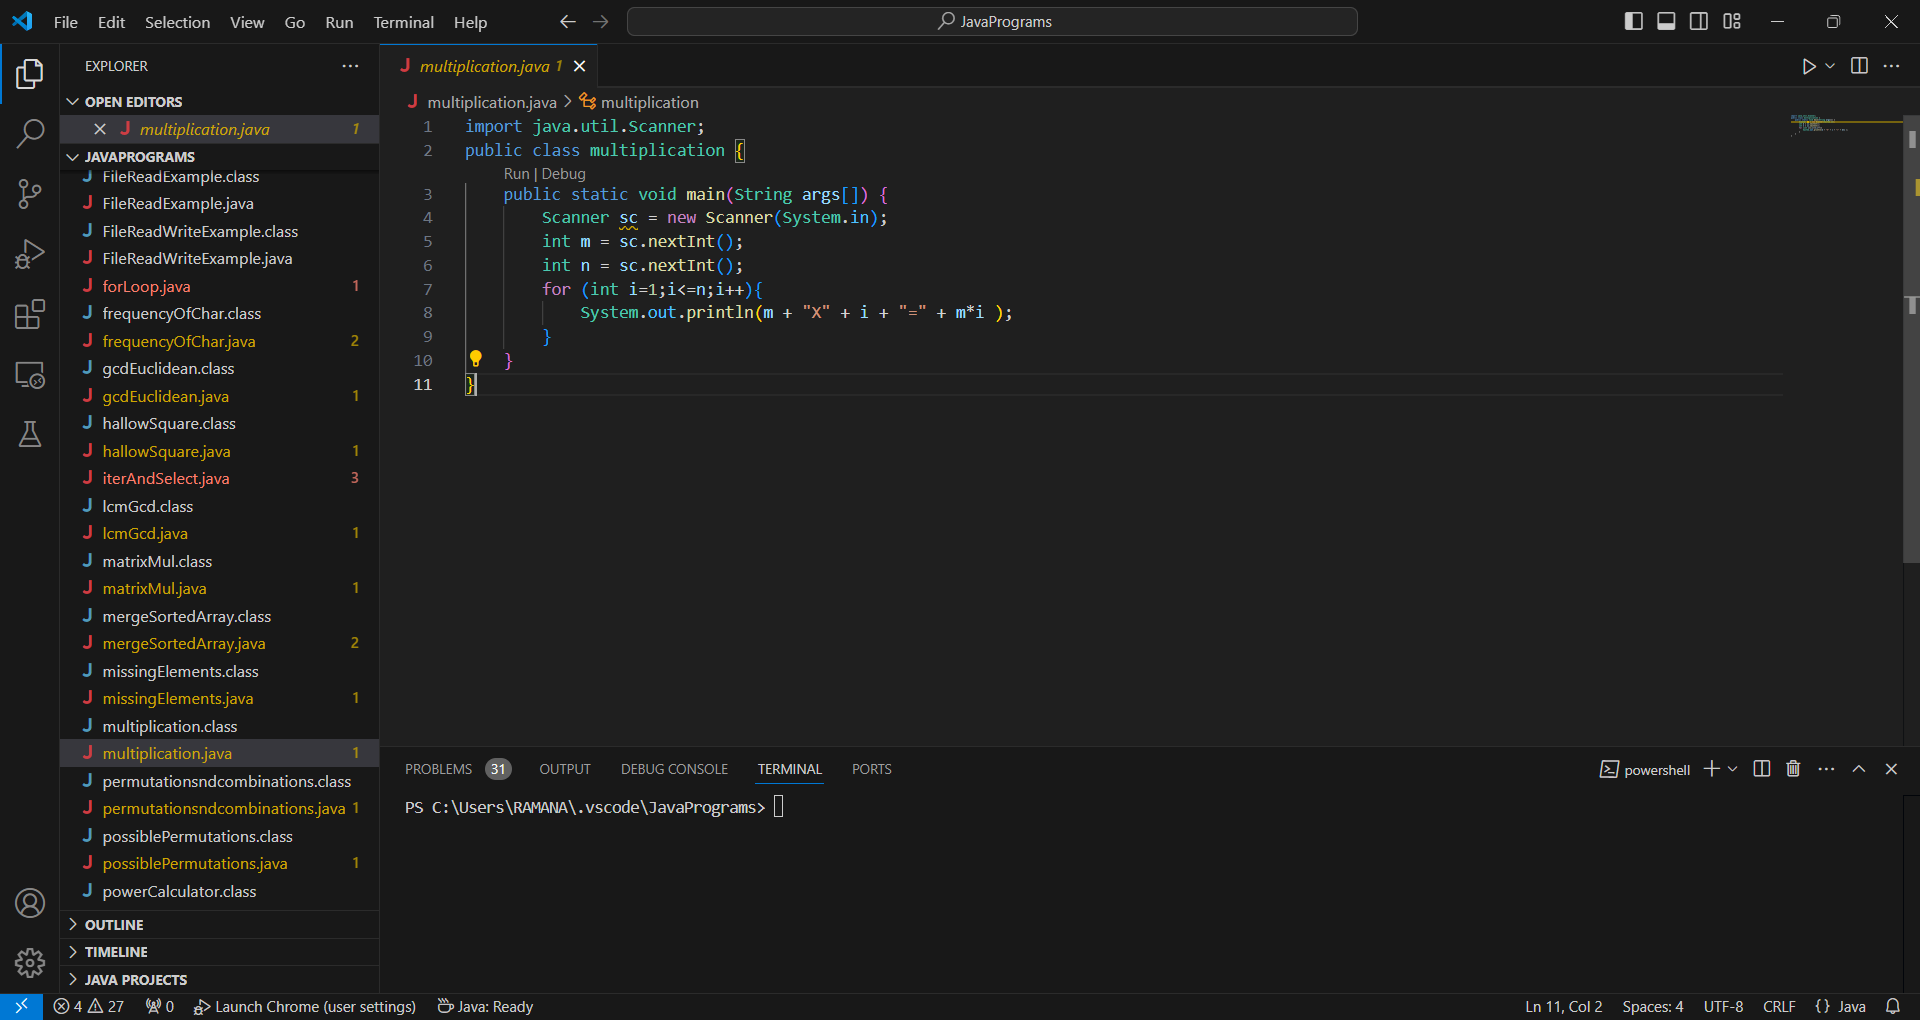 File Edit Selection View Go Run Terminal Help
JavaPrograms
EXPLORER
OPEN EDITORS
multiplication.java 1
JAVAPROGRAMS
FileReadExample.class
FileReadExample.java
FileReadWriteExample.class
FileReadWriteExample.java
forLoop.java 1
frequencyOfChar.class
frequencyOfChar.java 2
gcdEuclidean.class
gcdEuclidean.java 1
hallowSquare.class
hallowSquare.java 1
iterAndSelect.java 3
lcmGcd.class
lcmGcd.java 1
matrixMul.class
matrixMul.java 1
mergeSortedArray.class
mergeSortedArray.java 2
missingElements.class
missingElements.java 1
multiplication.class
multiplication.java 1
permutationsndcombinations.class
permutationsndcombinations.java 1
possiblePermutations.class
possiblePermutations.java 1
powerCalculator.class
OUTLINE
TIMELINE
JAVA PROJECTS
multiplication.java 1
multiplication.java > multiplication
1 import java.util.Scanner;
2 public class multiplication {
Run | Debug
3 public static void main(String args[]) {
4 Scanner sc = new Scanner(System.in);
5 int m = sc.nextInt();
6 int n = sc.nextInt();
7 for (int i=1;i<=n;i++){
8 System.out.println(m + "X" + i + "=" + m*i );
9 }
10 }
11 }
PROBLEMS 31 OUTPUT DEBUG CONSOLE TERMINAL PORTS
powershell
PS C:\Users\RAMANA\.vscode\JavaPrograms>
4 27 0 Launch Chrome (user settings) Java: Ready
Ln 11, Col 2 Spaces: 4 UTF-8 CRLF {} Java